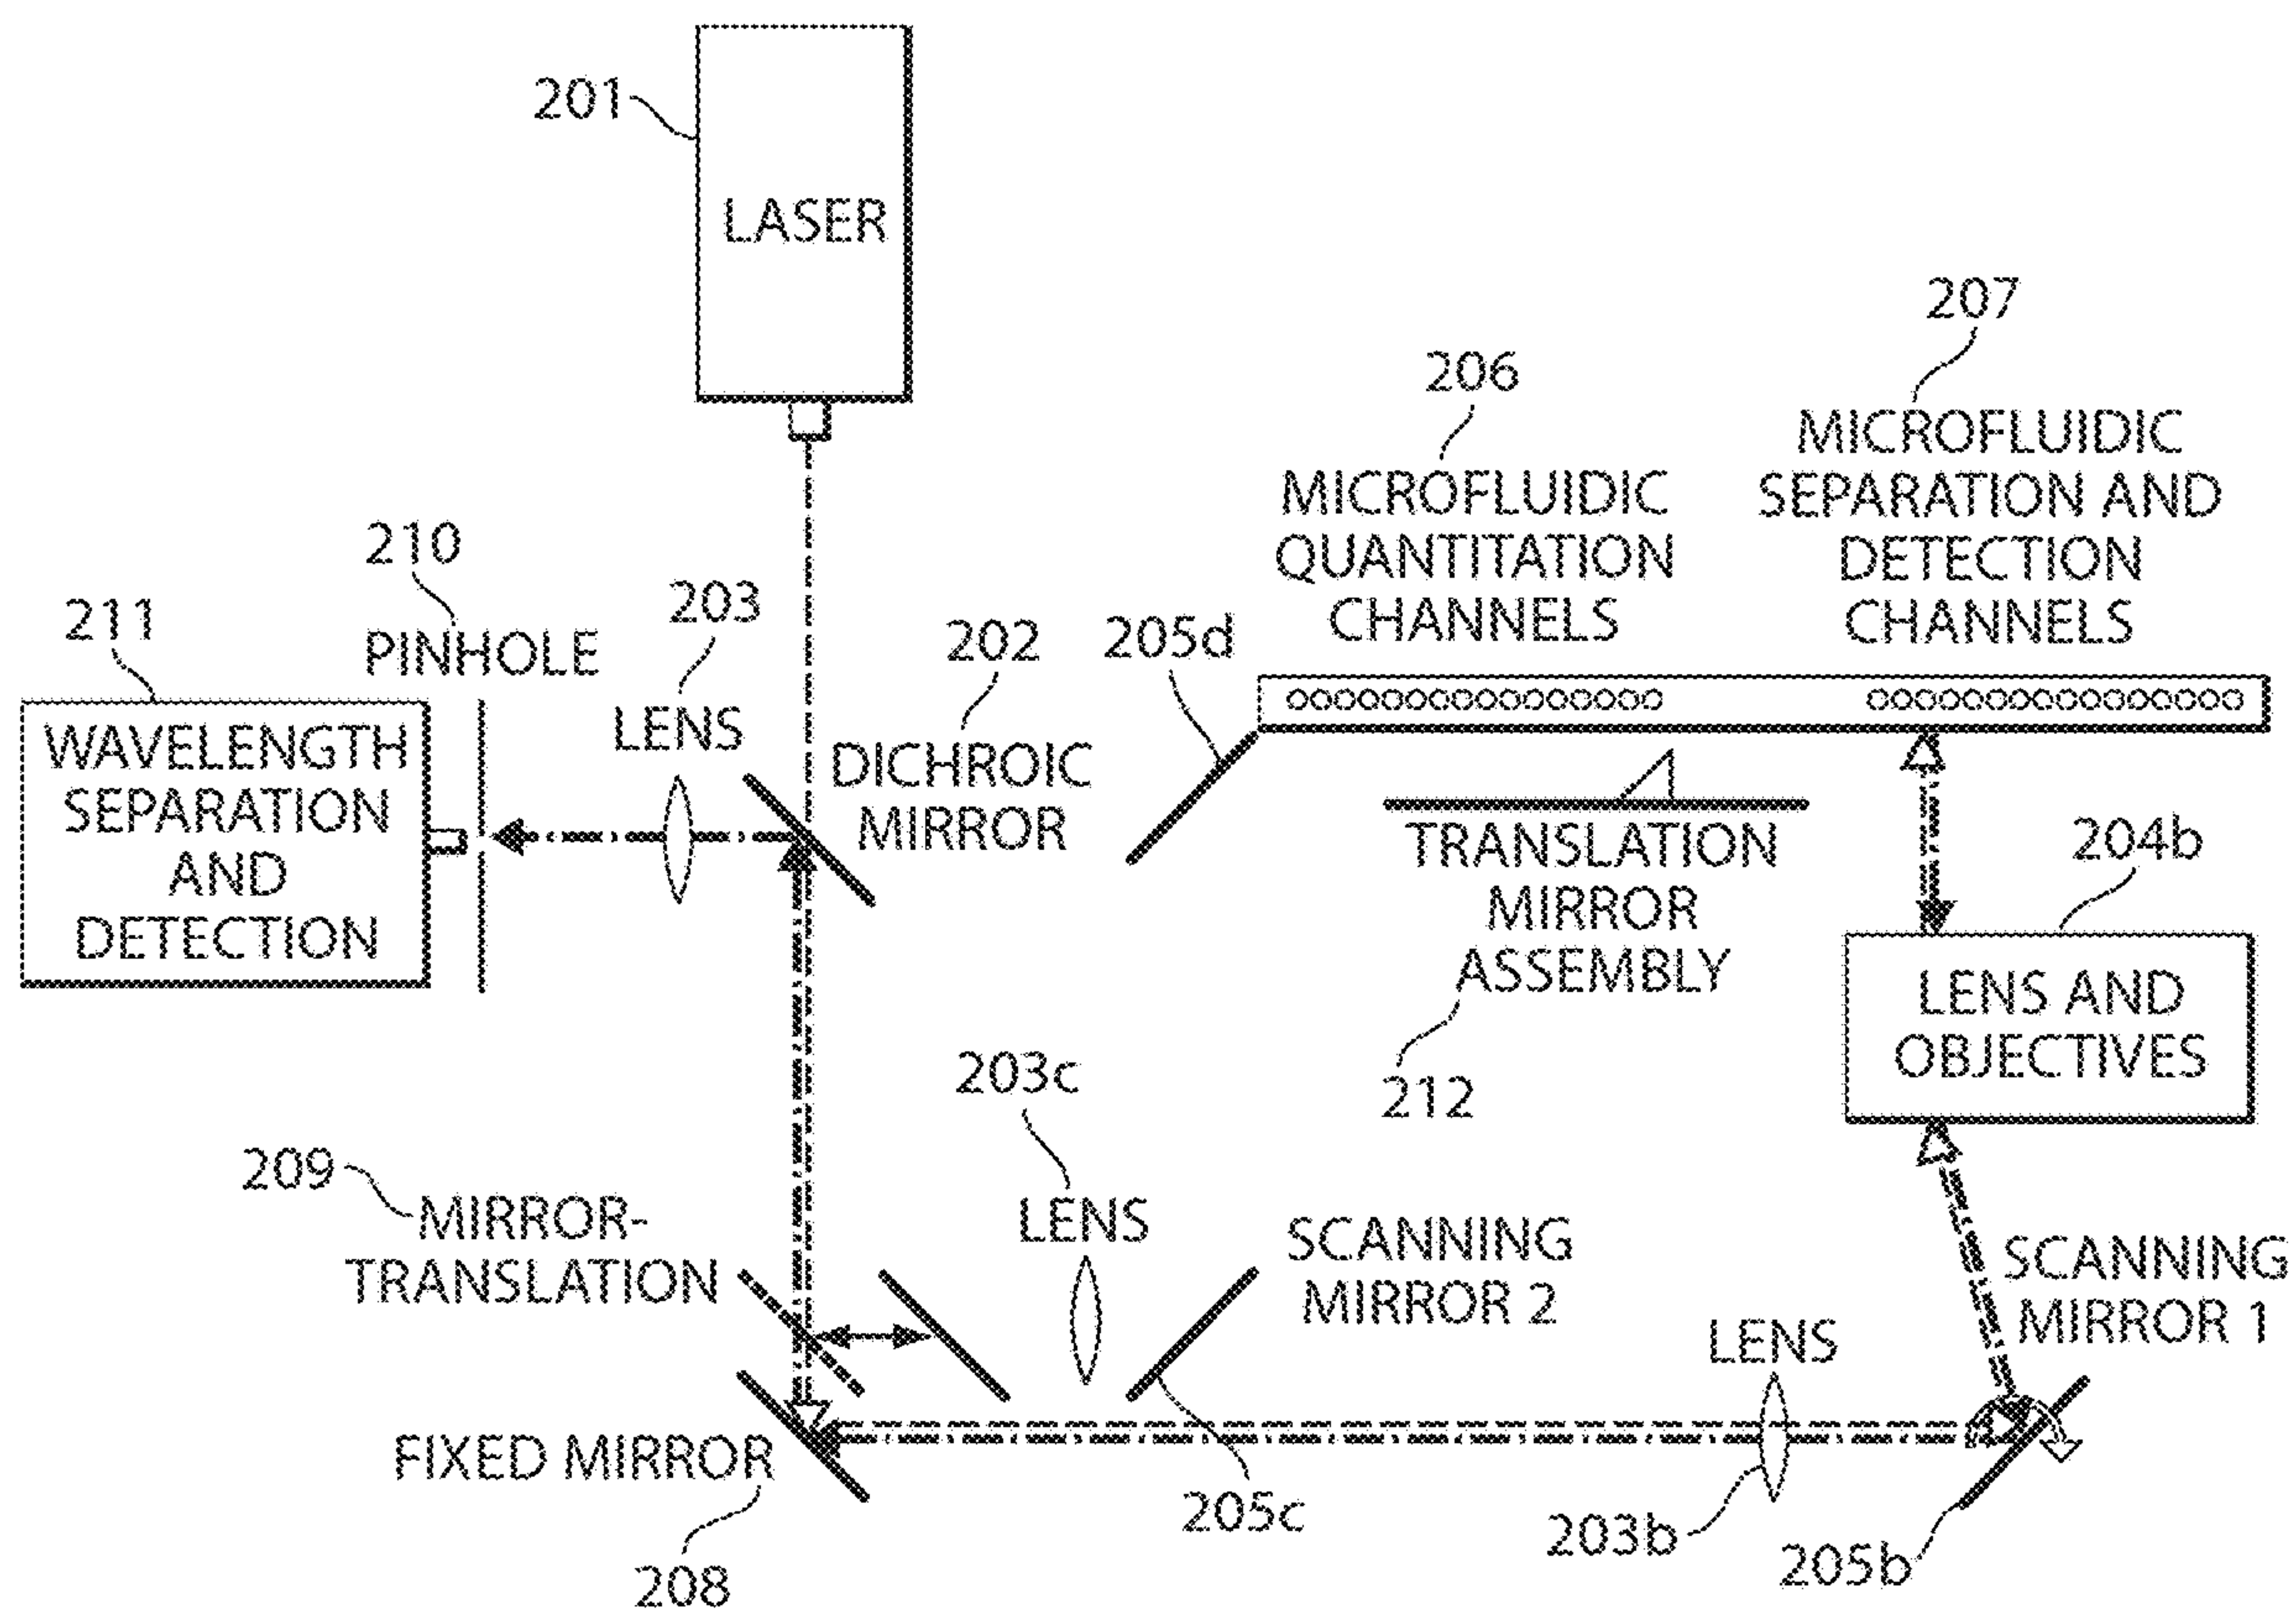 201
LASER
207
206
MICROFLUIDIC
QUANTITATION
CHANNELS
MICROFLUIDIC
SEPARATION AND
DETECTION
CHANNELS
210
PINHOLE
203
LENS
211
WAVELENGTH
SEPARATION
AND
DETECTION
202
DICHROIC
MIRROR
205d
TRANSLATION
MIRROR
ASSEMBLY
212
204b
LENS AND
OBJECTIVES
203c
LENS
209
MIRROR-
TRANSLATION
SCANNING
MIRROR 2
SCANNING
MIRROR 1
LENS
FIXED MIRROR
208
205c
203b
205b